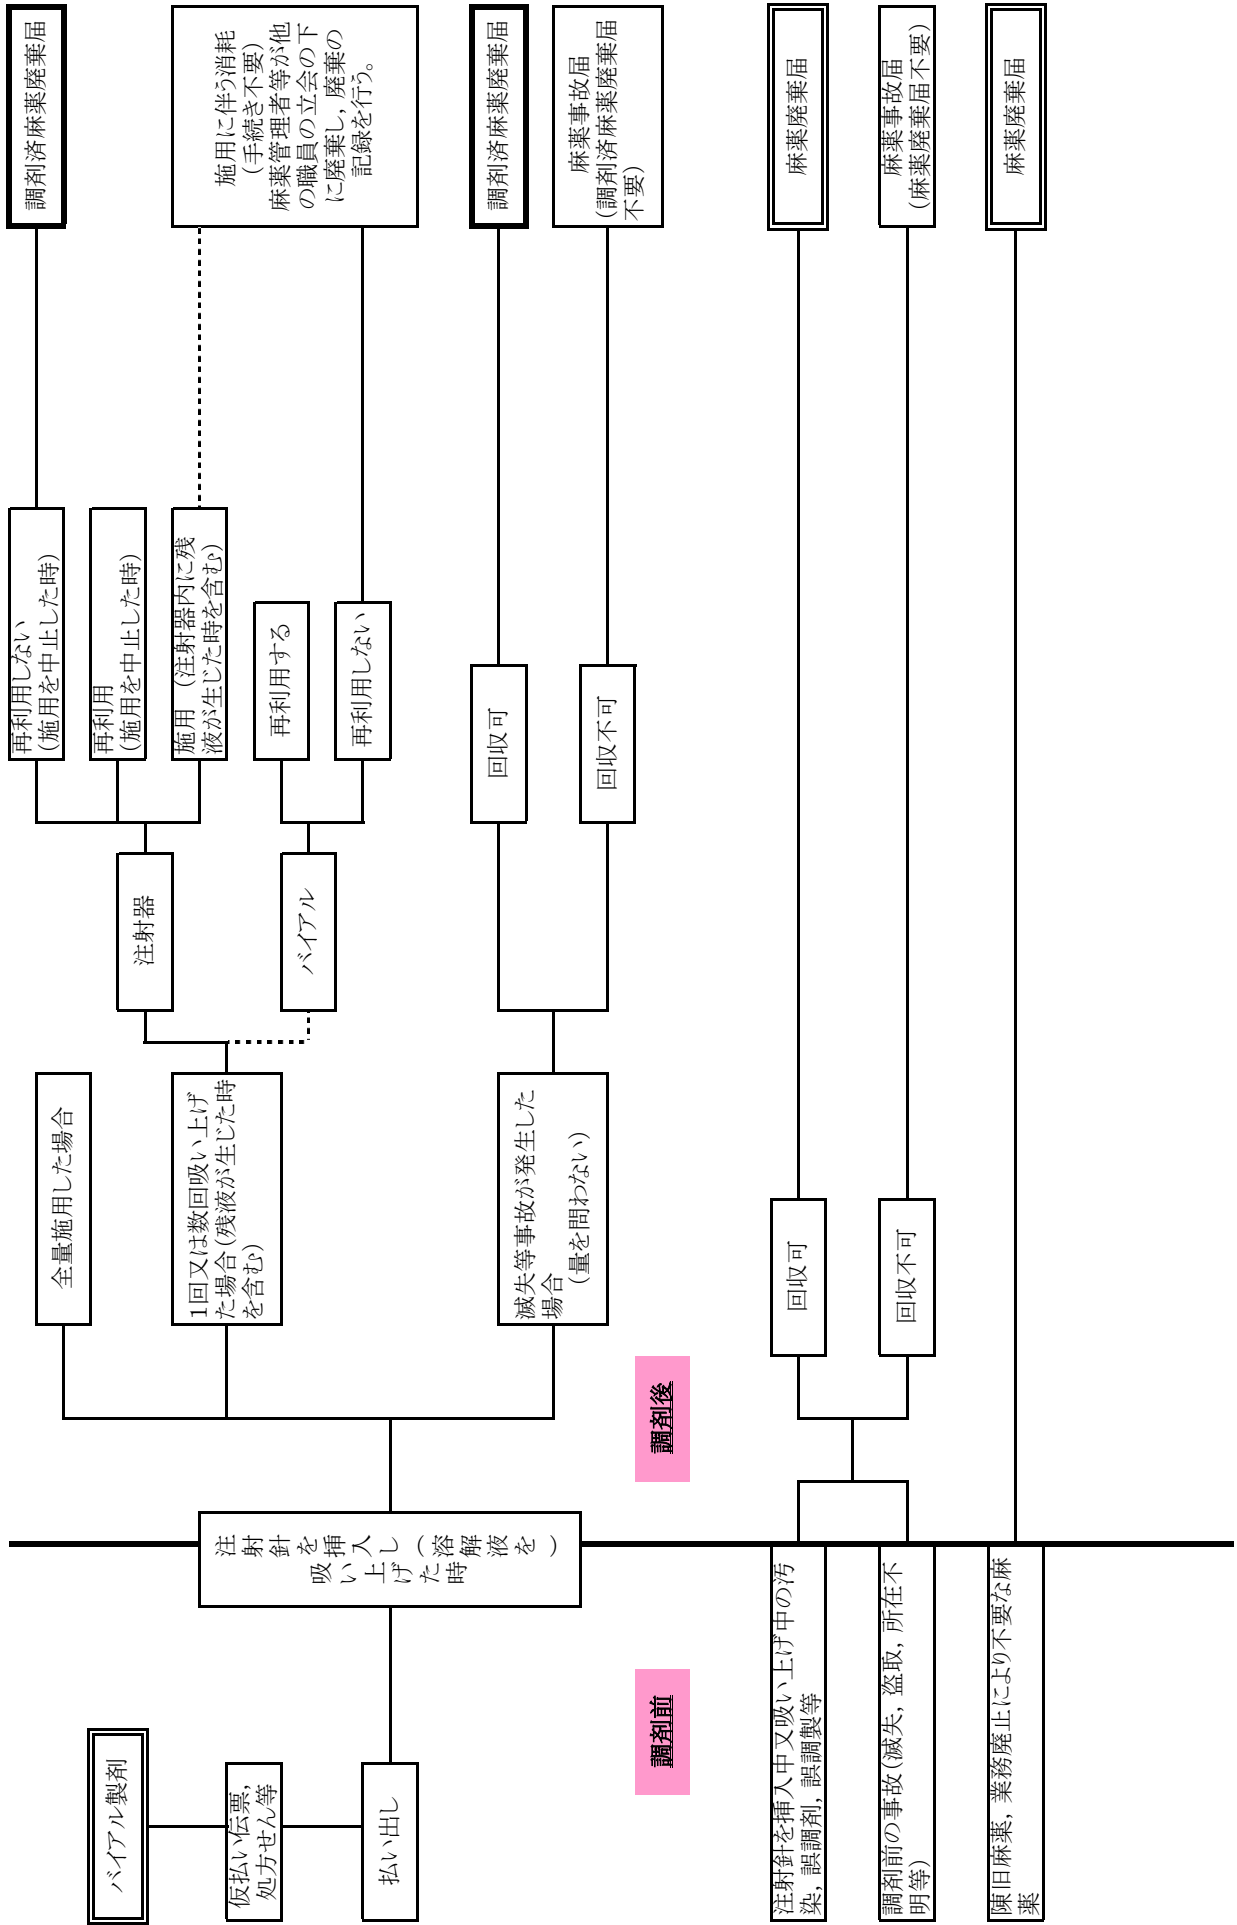 バイアル製剤
仮払い伝票，
処方せん等
払い出し
注射針を挿入し（溶解液を）
吸い上げた時
全量施用した場合
1回又は数回吸い上げ
た場合（残液が生じた時
を含む）
滅失等事故が発生した
場合
（量を問わない）
注射器
バイアル
再利用しない
（施用を中止した時）
再利用
（施用を中止した時）
施用　（注射器内に残
液が生じた時を含む）
再利用する
再利用しない
回収可
回収不可
調剤済麻薬廃棄届
施用に伴う消耗
（手続き不要）
麻薬管理者等が他
の職員の立会の下
に廃棄し，廃棄の
記録を行う。
調剤済麻薬廃棄届
麻薬事故届
（調剤済麻薬廃棄届
不要）
調剤前
調剤後
注射針を挿入中又吸い上げ中の汚
染，誤調剤，誤調製等
調剤前の事故（滅失，盗取，所在不
明等）
陳旧麻薬，業務廃止により不要な麻
薬
回収可
回収不可
麻薬廃棄届
麻薬事故届
（麻薬廃棄届不要）
麻薬廃棄届